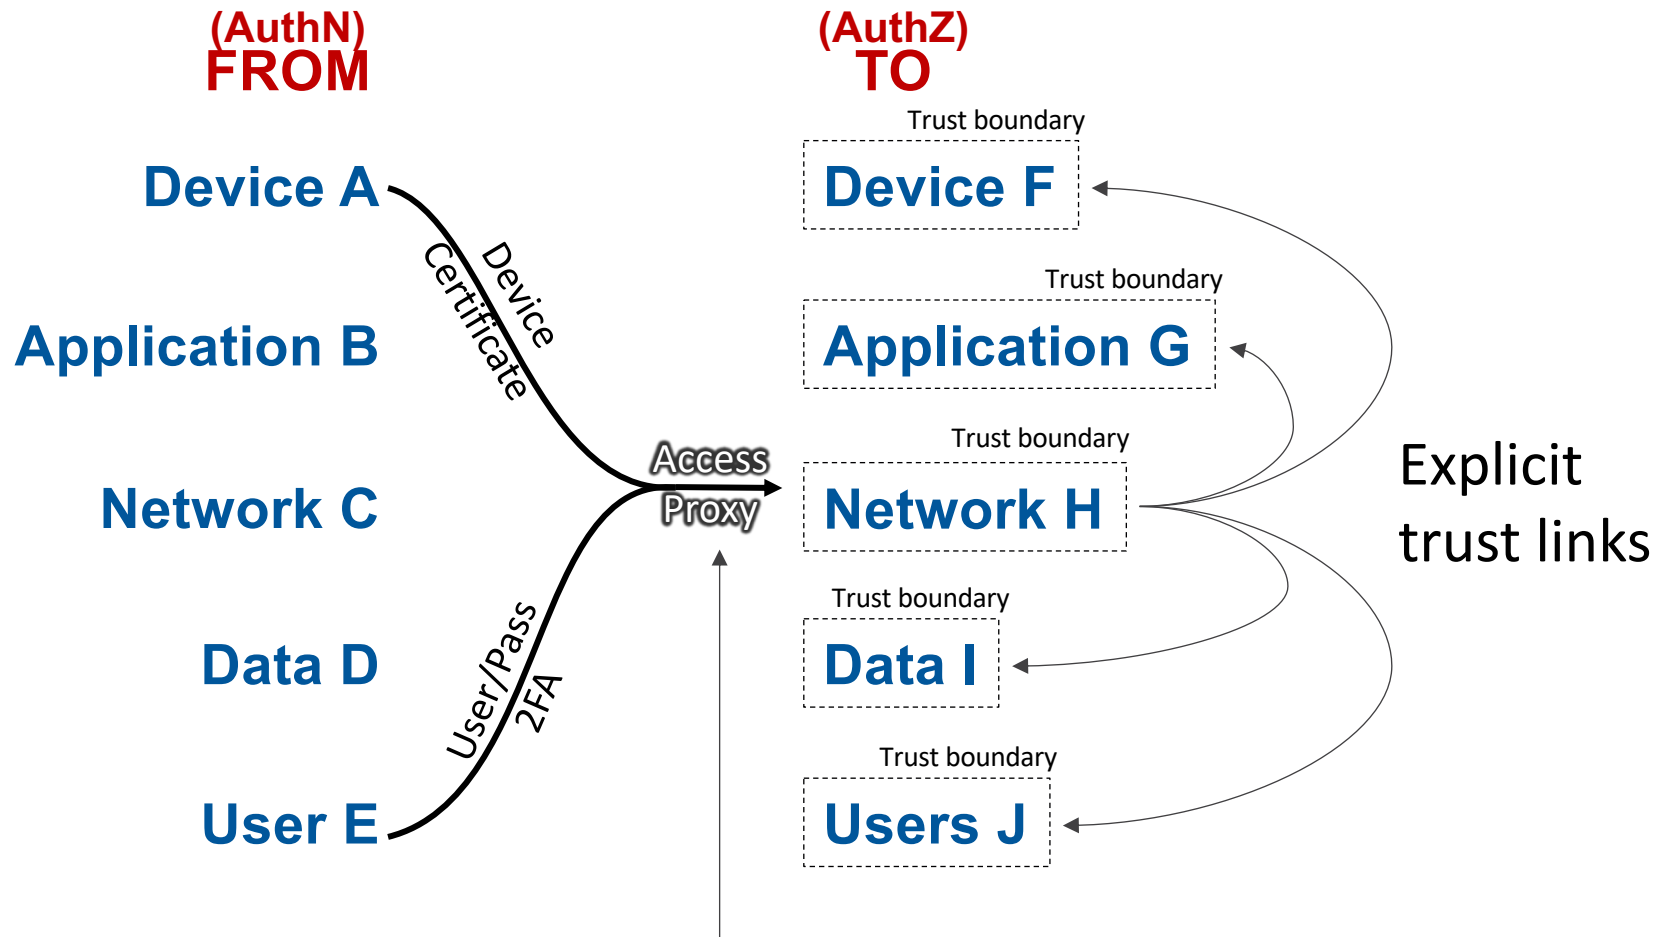 (AuthN)
FROM
(AuthZ)
TO
Device A
Application B
Network C
Data D
User E
Device
Certificate
User/Pass
2FA
Access
Proxy
Trust boundary
Device F
Trust boundary
Application G
Trust boundary
Network H
Trust boundary
Data I
Trust boundary
Users J
Explicit
trust links